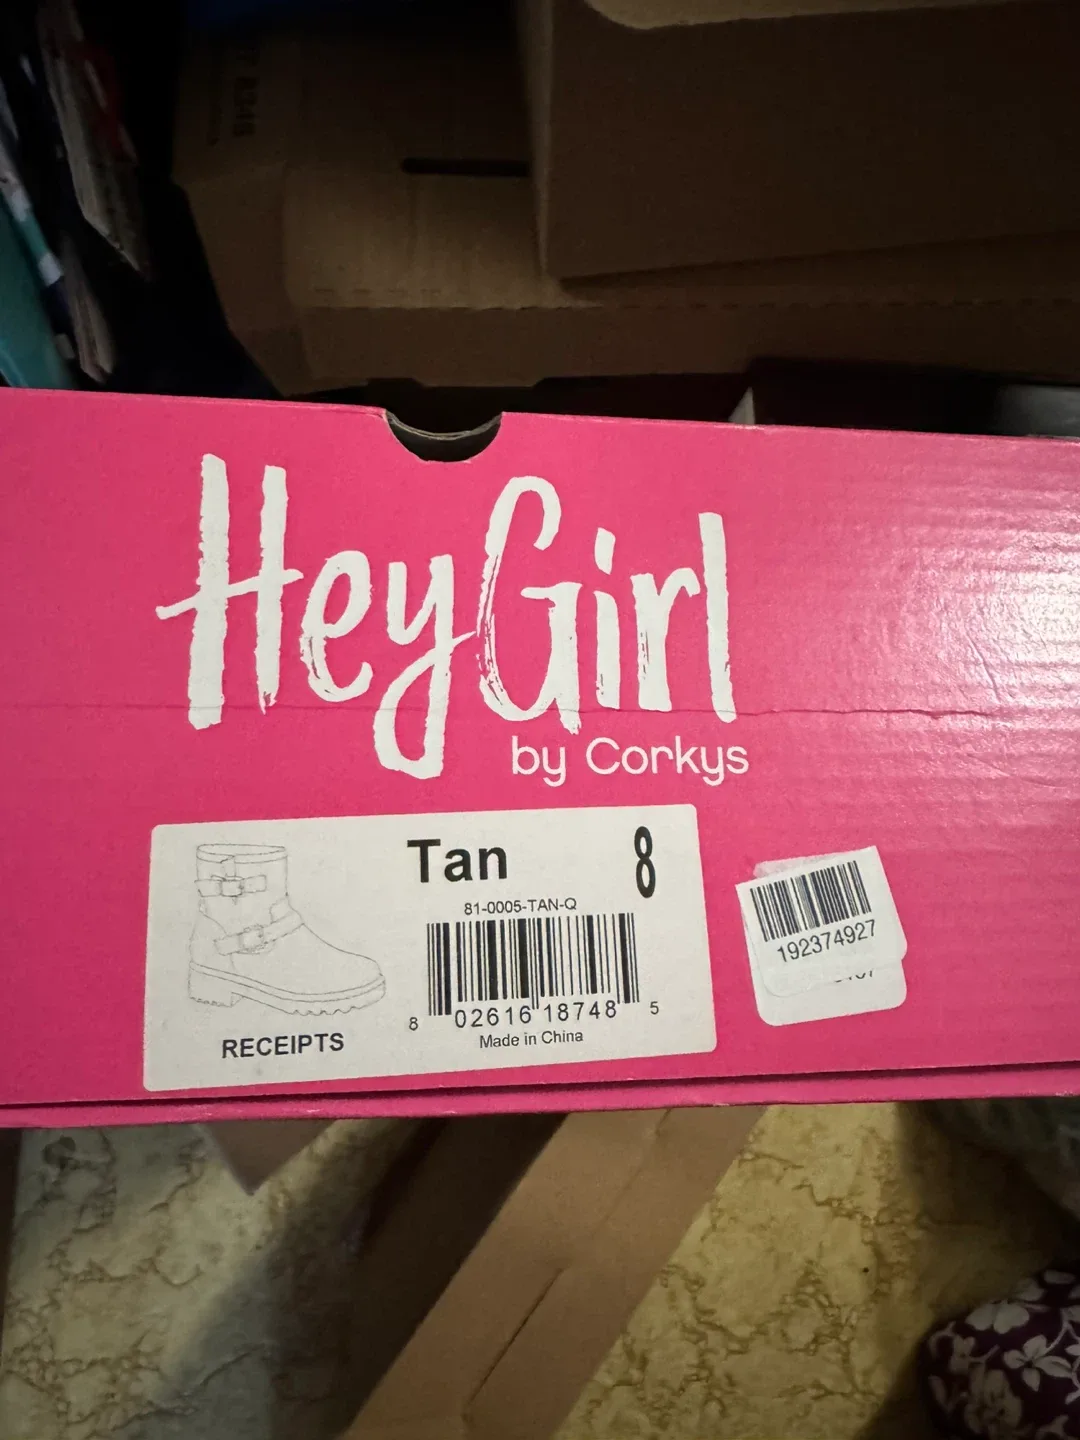 HeyGirl
by Corkys
Tan 8
81-0005-TAN-Q
8 02616 18748 5
Made in China
RECEIPTS
192374927